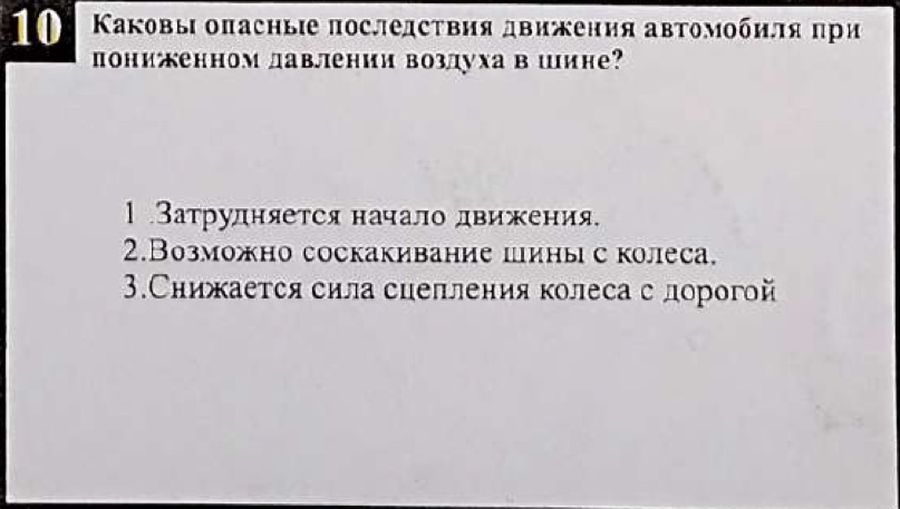 10
Каковы опасные последствия движения автомобиля при
пониженном давлении воздуха в шине?
1 .Затрудняется начало движения.
2.Возможно соскакивание шины с колеса.
3.Снижается сила сцепления колеса с дорогой